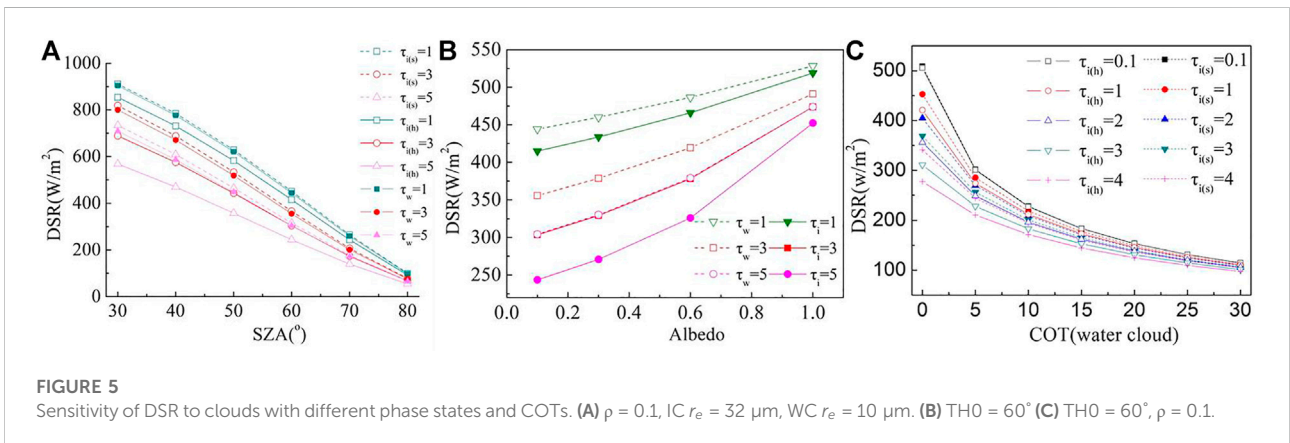 A
DSR(W/m²)
1000
800
600
400
200
0
30 40 50 60 70 80
SZA(°)
τi(s)=1
τi(s)=3
τi(s)=5
τi(h)=1
τi(h)=3
τi(h)=5
τw=1
τw=3
τw=5
B
DSR(W/m²)
550
500
450
400
350
300
250
0.0 0.2 0.4 0.6 0.8 1.0
Albedo
τw=1 τi=1
τw=3 τi=3
τw=5 τi=5
C
DSR(w/m²)
500
400
300
200
100
0 5 10 15 20 25 30
COT(water cloud)
τi(h)=0.1 τi(s)=0.1
τi(h)=1 τi(s)=1
τi(h)=2 τi(s)=2
τi(h)=3 τi(s)=3
τi(h)=4 τi(s)=4
FIGURE 5
Sensitivity of DSR to clouds with different phase states and COTs. (A) ρ = 0.1, IC re = 32 μm, WC re = 10 μm. (B) TH0 = 60° (C) TH0 = 60°, ρ = 0.1.